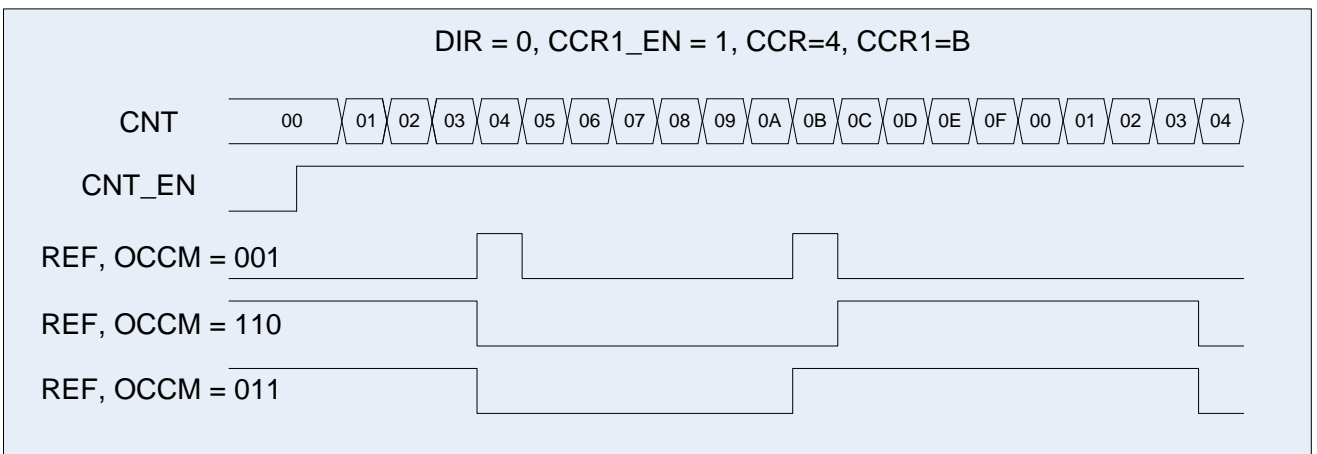 DIR = 0, CCR1_EN = 1, CCR=4, CCR1=B
CNT 00 01 02 03 04 05 06 07 08 09 0A 0B 0C 0D 0E 0F 00 01 02 03 04
CNT_EN
REF, OCCM = 001
REF, OCCM = 110
REF, OCCM = 011